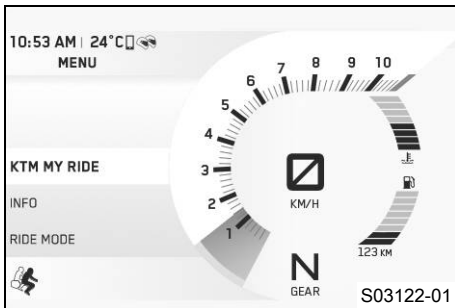 10:53 AM | 24°C
MENU
KTM MY RIDE
INFO
RIDE MODE
1
2
3
4
5
6
7
8
9
10
0
KM/H
N
GEAR
123 KM
S03122-01